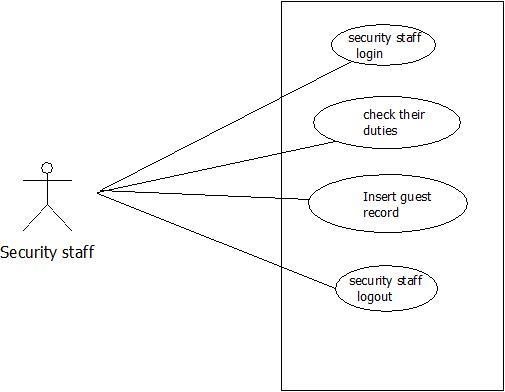 security staff
login
check their
duties
Insert guest
record
Security staff
security staff
logout